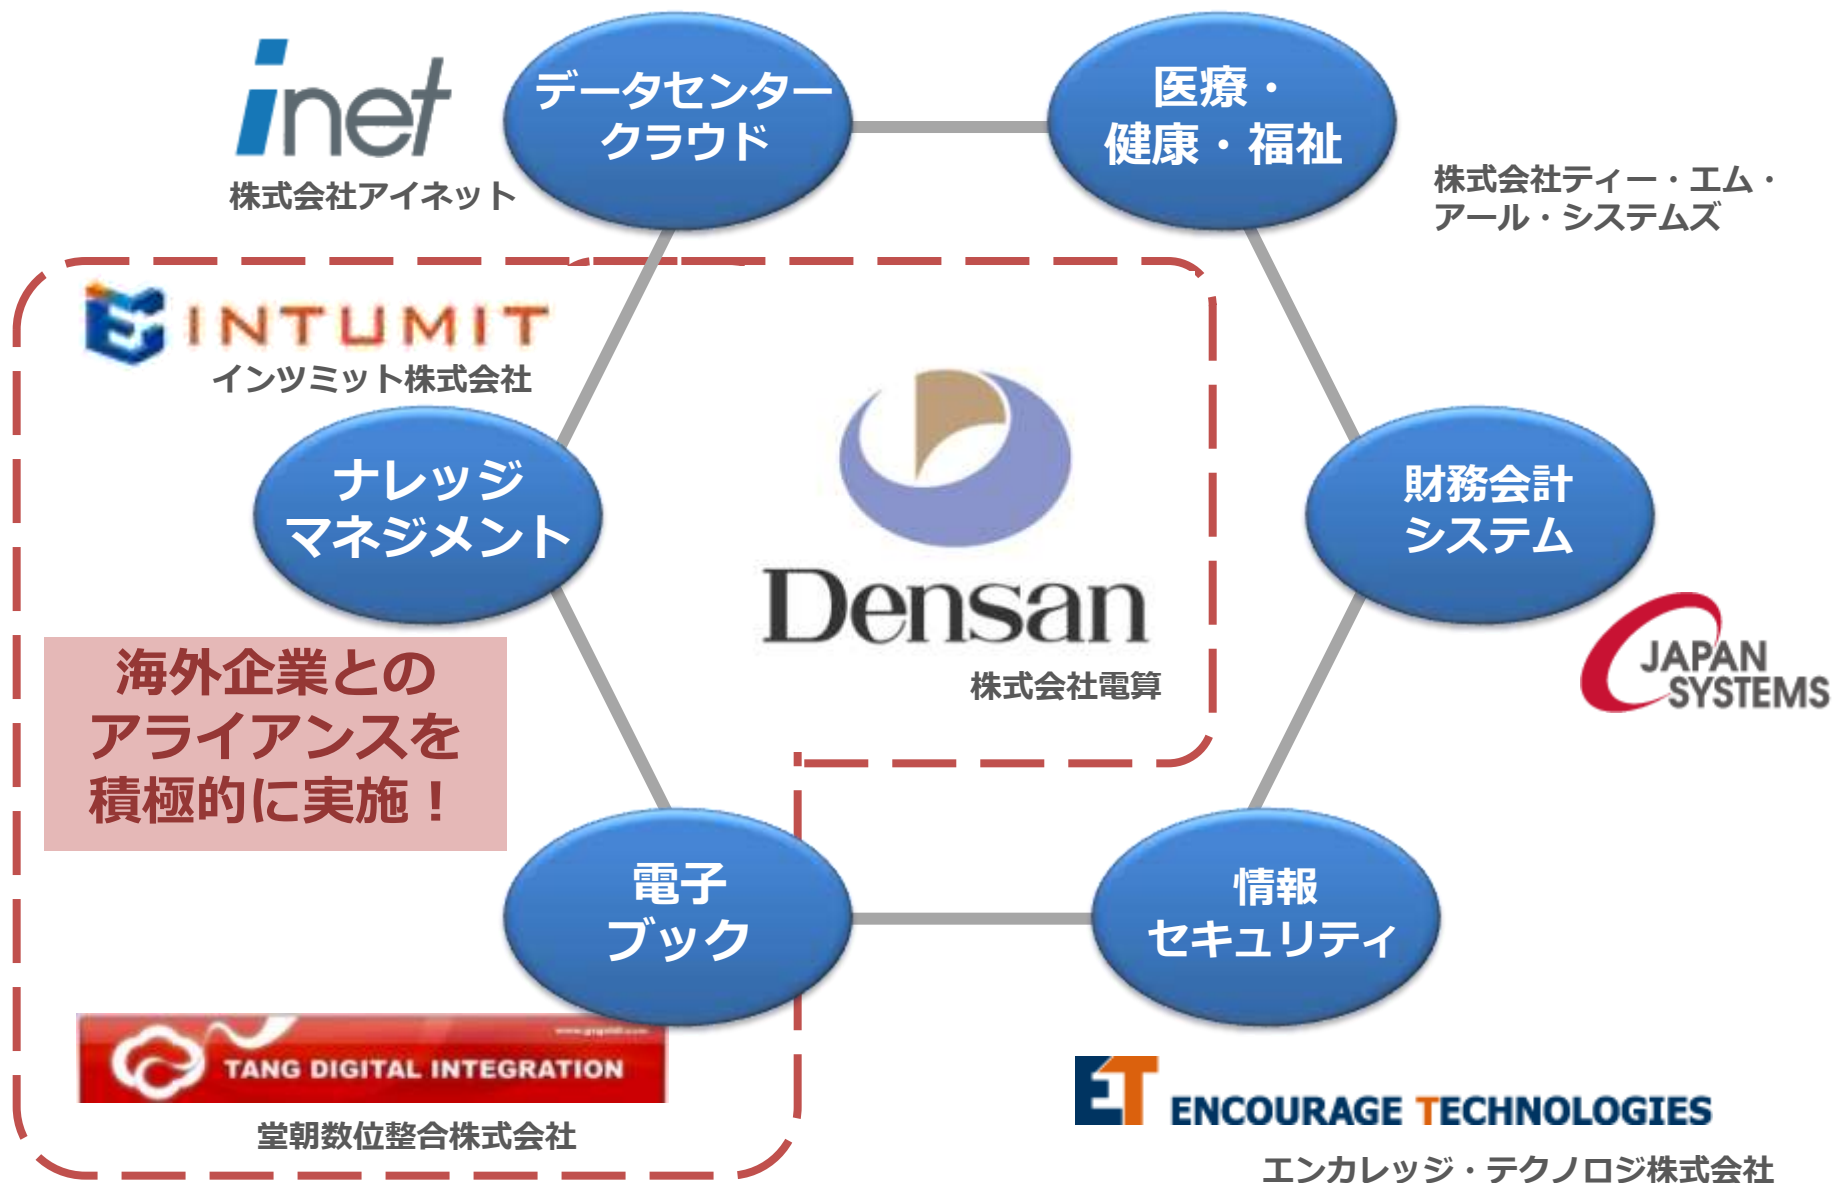 inet
株式会社アイネット
データセンター
クラウド
医療・
健康・福祉
株式会社ティー・エム・
アール・システムズ
INTUMIT
インツミット株式会社
ナレッジ
マネジメント
Densan
株式会社電算
財務会計
システム
JAPAN
SYSTEMS
海外企業との
アライアンスを
積極的に実施！
電子
ブック
情報
セキュリティ
TANG DIGITAL INTEGRATION
堂朝数位整合株式会社
ET ENCOURAGE TECHNOLOGIES
エンカレッジ・テクノロジ株式会社